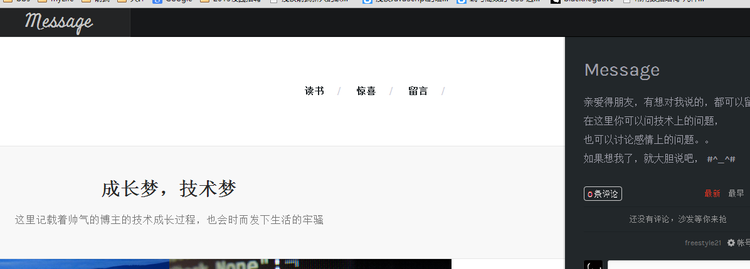 Message
读书 / 惊喜 / 留言 /
成长梦，技术梦
这里记载着帅气的博主的技术成长过程，也会时而发下生活的牢骚
Message
亲爱得朋友，有想对我说的，都可以留
在这里你可以问技术上的问题，
也可以讨论感情上的问题。。
如果想我了，就大胆说吧，#^_^#
0条评论 最新 最早
还没有评论，沙发等你来抢
freestyle21 帐号